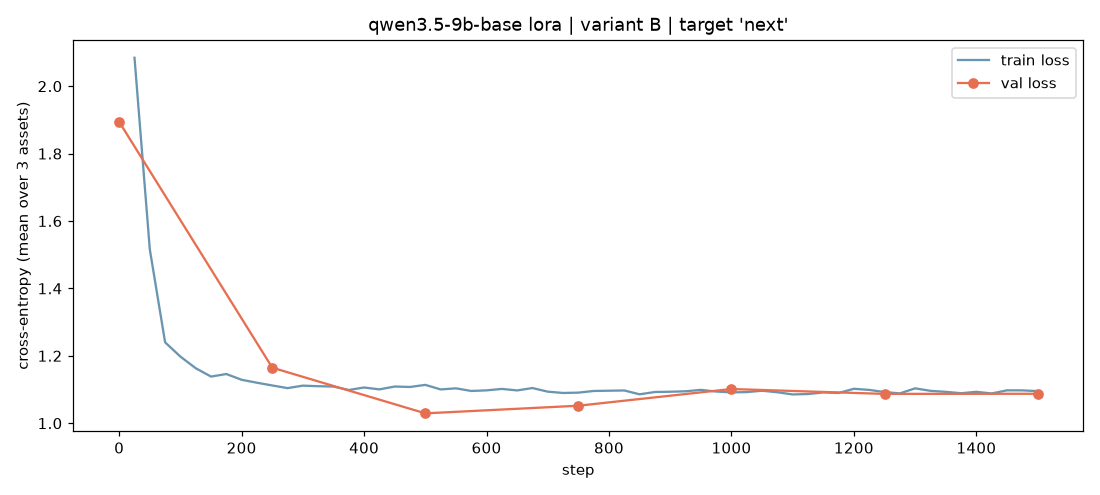 qwen3.5-9b-base lora | variant B | target 'next'
train loss
val loss
cross-entropy (mean over 3 assets)
2.0
1.8
1.6
1.4
1.2
1.0
0 200 400 600 800 1000 1200 1400
step